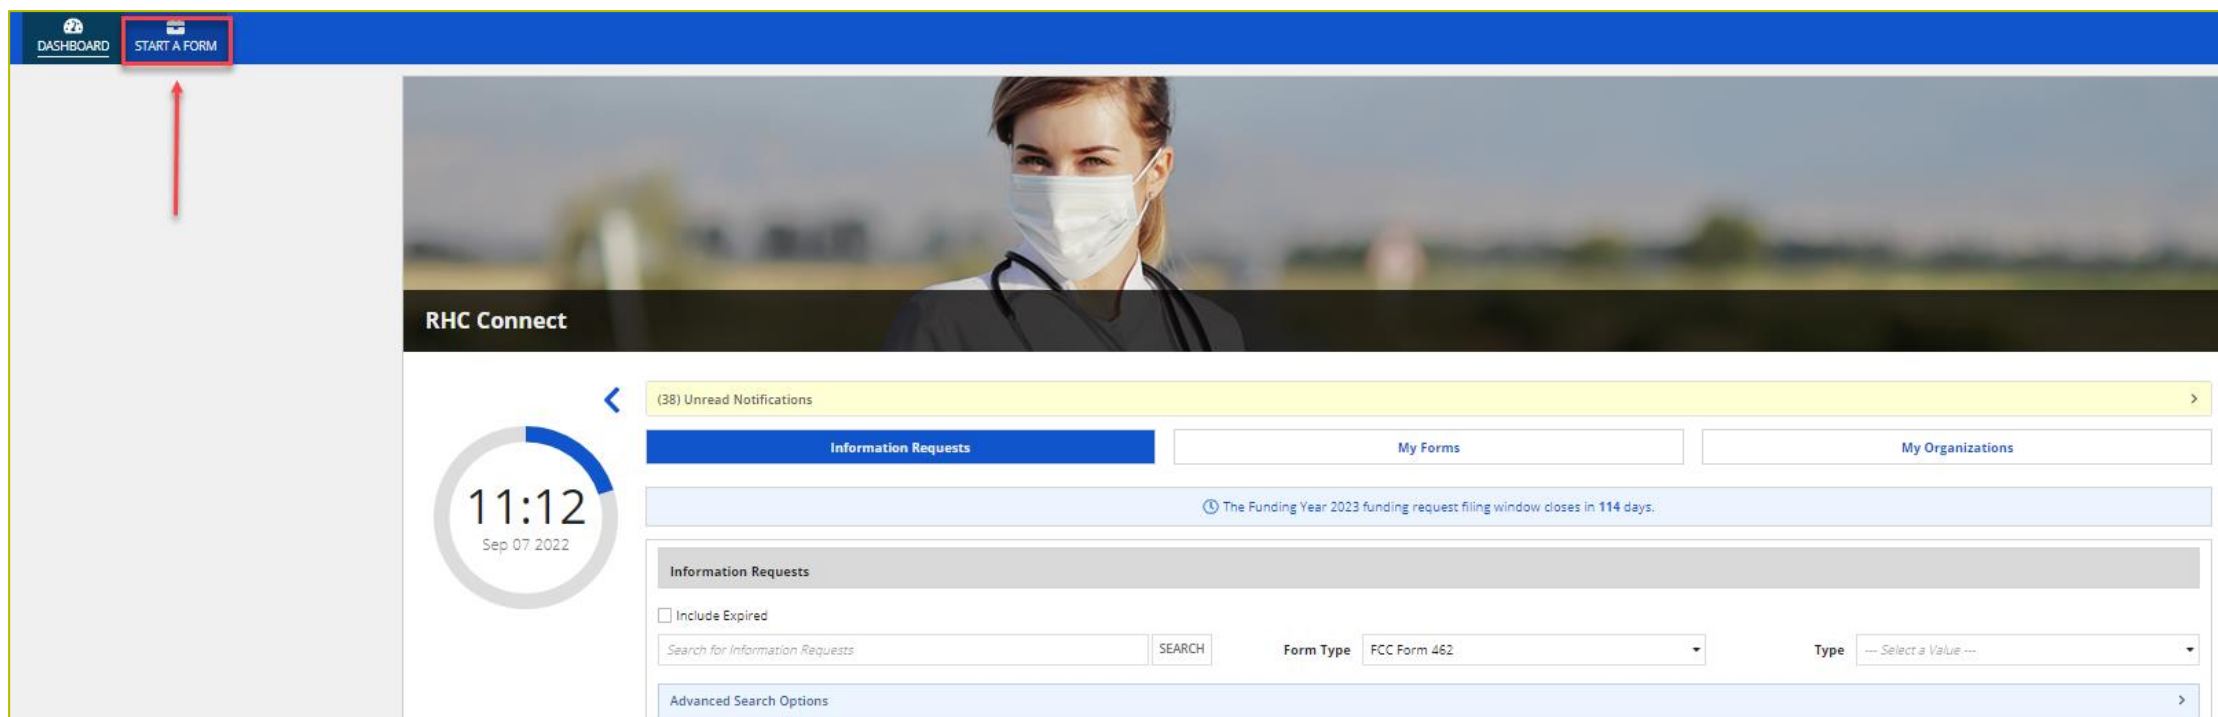 DASHBOARD
START A FORM
RHC Connect
(38) Unread Notifications
Information Requests
My Forms
My Organizations
11:12
Sep 07 2022
The Funding Year 2023 funding request filing window closes in 114 days.
Information Requests
Include Expired
Search for Information Requests
SEARCH
Form Type
FCC Form 462
Type
--- Select a Value ---
Advanced Search Options